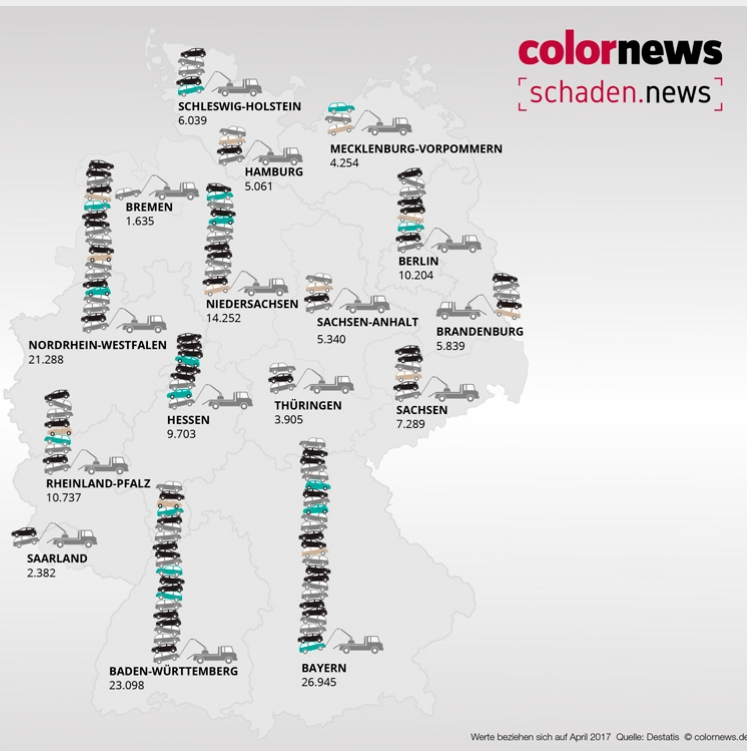 colornews
[schaden.news]
SCHLESWIG-HOLSTEIN
6.039
MECKLENBURG-VORPOMMERN
4.254
HAMBURG
5.061
BREMEN
1.635
BERLIN
10.204
NIEDERSACHSEN
14.252
SACHSEN-ANHALT
5.340
BRANDENBURG
5.839
NORDRHEIN-WESTFALEN
21.288
HESSEN
9.703
THÜRINGEN
3.905
SACHSEN
7.289
RHEINLAND-PFALZ
10.737
SAARLAND
2.382
BADEN-WÜRTTEMBERG
23.098
BAYERN
26.945
Werte beziehen sich auf April 2017 Quelle: Destatis © colornews.de